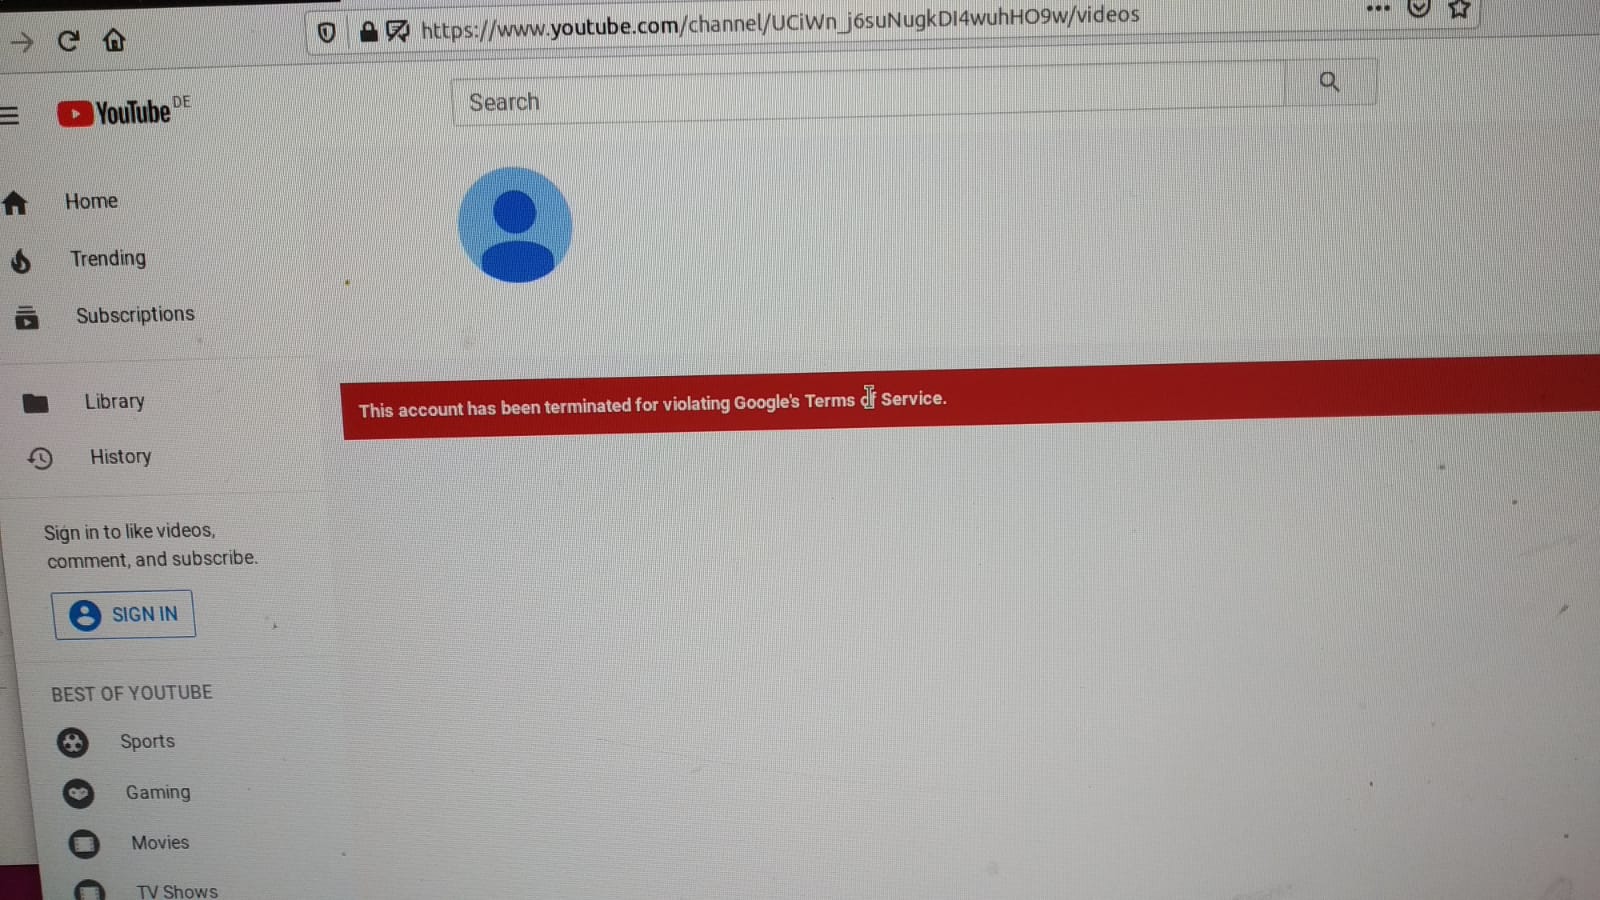 https://www.youtube.com/channel/UCiWn_j6suNugkDI4wuhHO9w/videos
YouTube DE
Search
Home
Trending
Subscriptions
This account has been terminated for violating Google's Terms of Service.
Library
History
Sign in to like videos,
comment, and subscribe.
SIGN IN
BEST OF YOUTUBE
Sports
Gaming
Movies
TV Shows